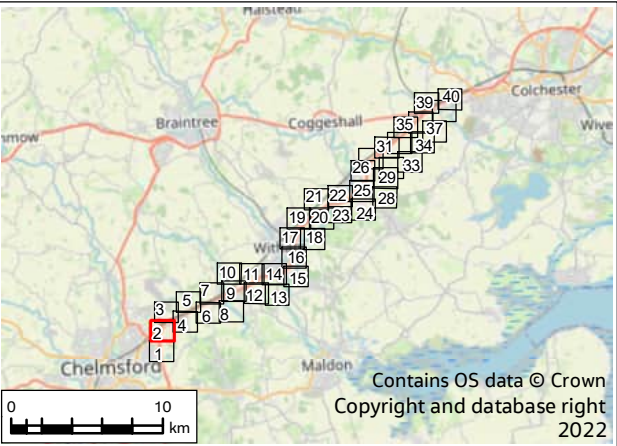 Halstead
39 40
Colchester
Braintree
Coggeshall
35 37
nmow
Wive
31 34
26 33
29
21 22 25 28
19 20 23 24
17 18
With
16
10 11 14 15
7 9 12 13
5
3 6 8
4
2
1
Chelmsford
Maldon
Contains OS data © Crown
Copyright and database right
2022
0 10
km